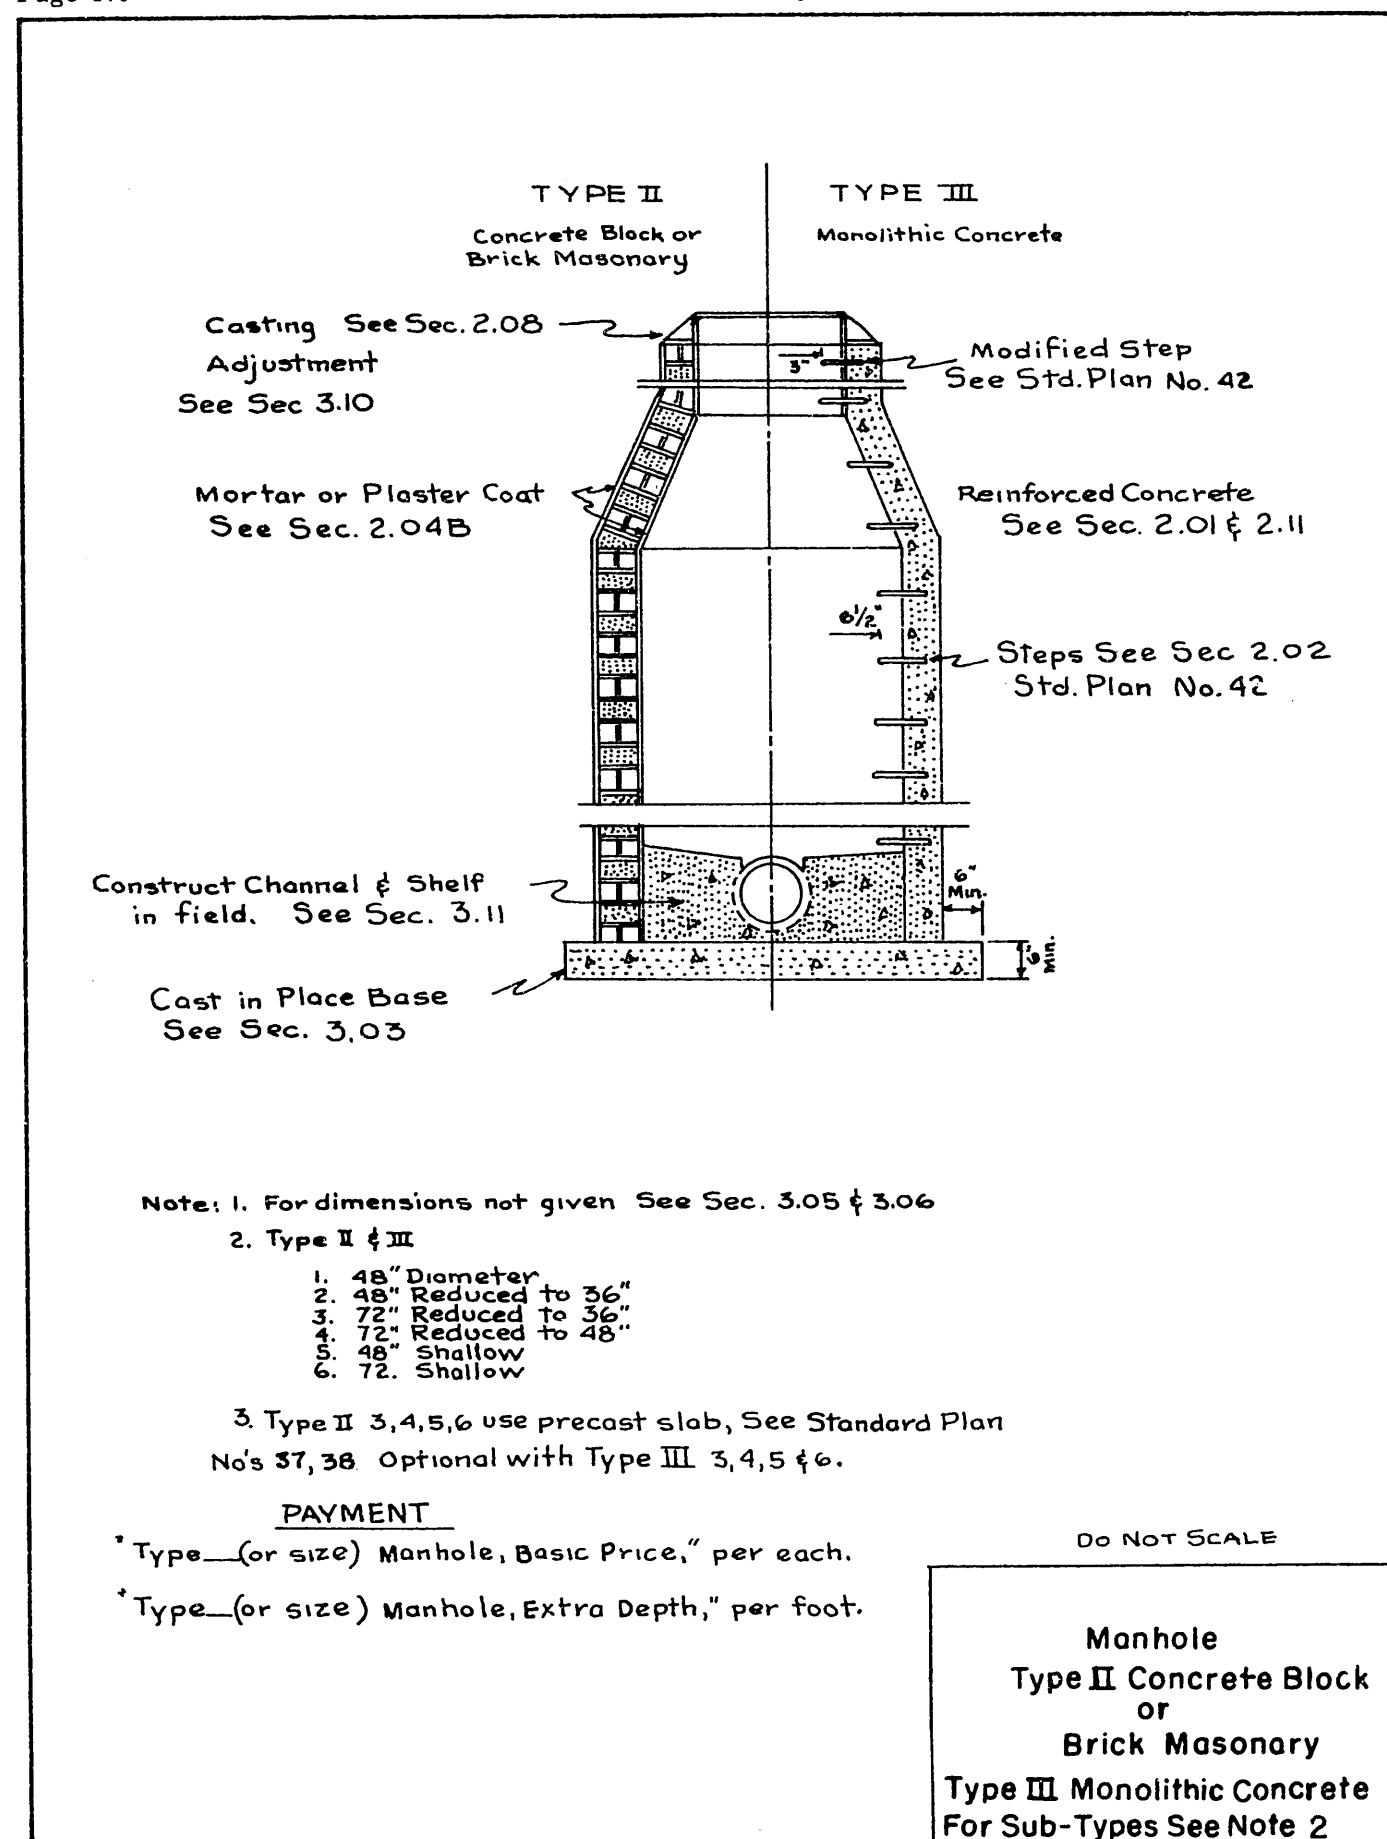 TYPE II
Concrete Block or
Brick Masonary
TYPE III
Monolithic Concrete
Casting See Sec. 2.08
Adjustment
See Sec 3.10
3"
Modified Step
See Std. Plan No. 42
Mortar or Plaster Coat
See Sec. 2.04B
Reinforced Concrete
See Sec. 2.01 & 2.11
6 1/2"
Steps See Sec 2.02
Std. Plan No. 42
Construct Channel & Shelf
in field. See Sec. 3.11
6"
Min.
Min.
Cast in Place Base
See Sec. 3.03
Note: 1. For dimensions not given See Sec. 3.05 & 3.06
2. Type II & III
1. 48" Diameter
2. 48" Reduced to 36"
3. 72" Reduced to 36"
4. 72" Reduced to 48"
5. 48" Shallow
6. 72. Shallow
3. Type II 3,4,5,6 use precast slab, See Standard Plan
No's 37, 38 Optional with Type III 3,4,5 & 6.
PAYMENT
"Type__(or size) Manhole, Basic Price," per each.
"Type__(or size) Manhole, Extra Depth," per foot.
DO NOT SCALE
Manhole
Type II Concrete Block
or
Brick Masonary
Type III Monolithic Concrete
For Sub-Types See Note 2